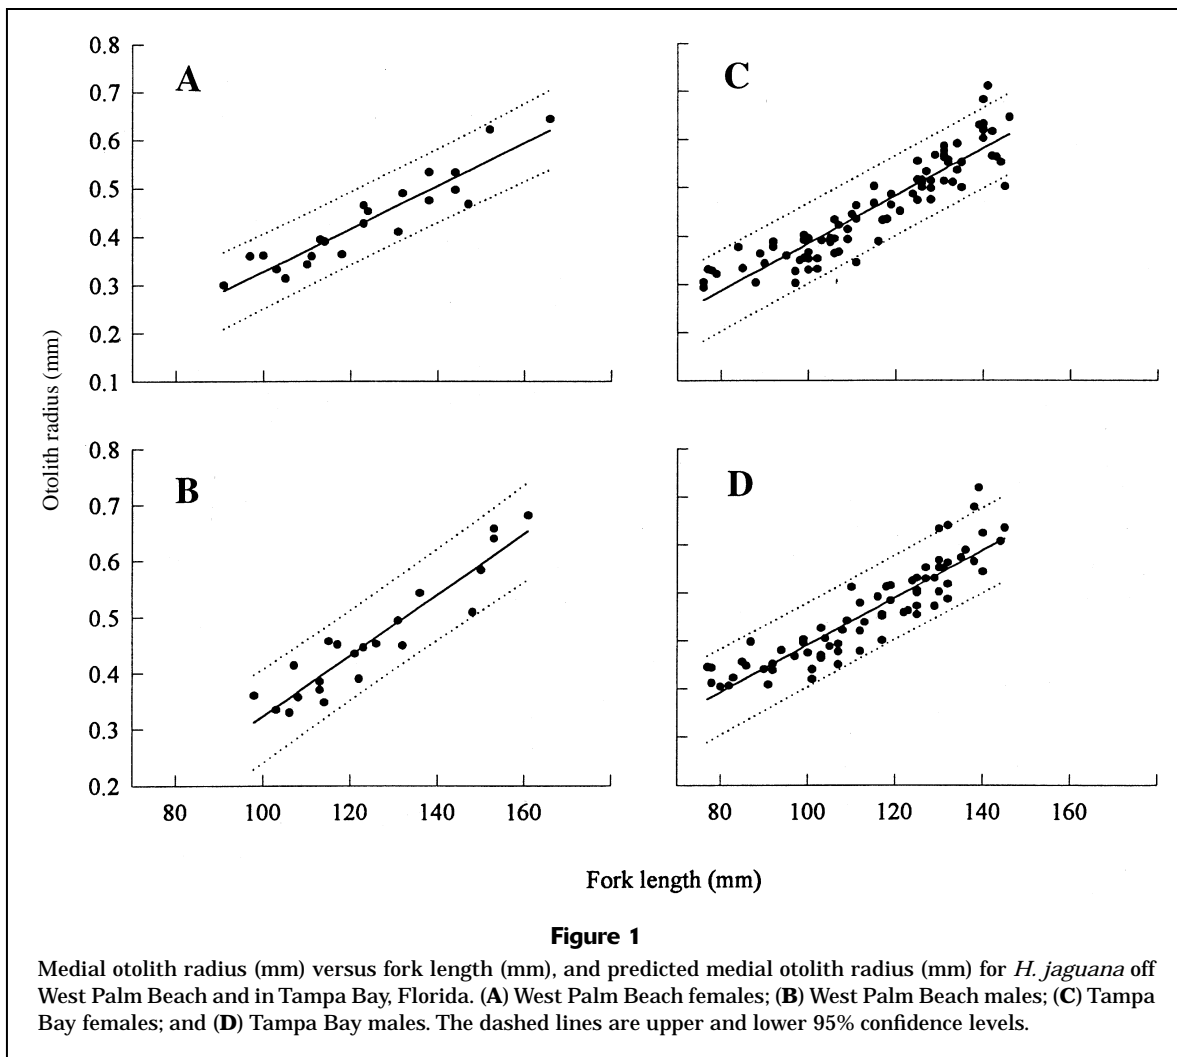 0.8
A
C
0.7
0.6
0.5
0.4
0.3
0.2
0.1
Otolith radius (mm)
0.8
B
D
0.7
0.6
0.5
0.4
0.3
0.2
80 100 120 140 160 80 100 120 140 160
Fork length (mm)
Figure 1
Medial otolith radius (mm) versus fork length (mm), and predicted medial otolith radius (mm) for H. jaguana off
West Palm Beach and in Tampa Bay, Florida. (A) West Palm Beach females; (B) West Palm Beach males; (C) Tampa
Bay females; and (D) Tampa Bay males. The dashed lines are upper and lower 95% confidence levels.